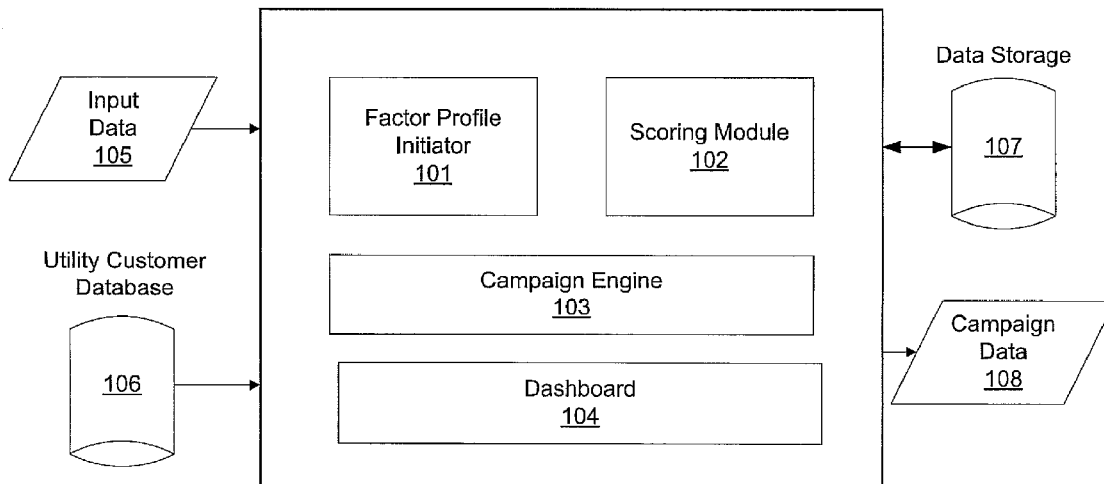 Input
Data
105
Utility Customer
Database
106
Factor Profile
Initiator
101
Scoring Module
102
Campaign Engine
103
Dashboard
104
Data Storage
107
Campaign
Data
108